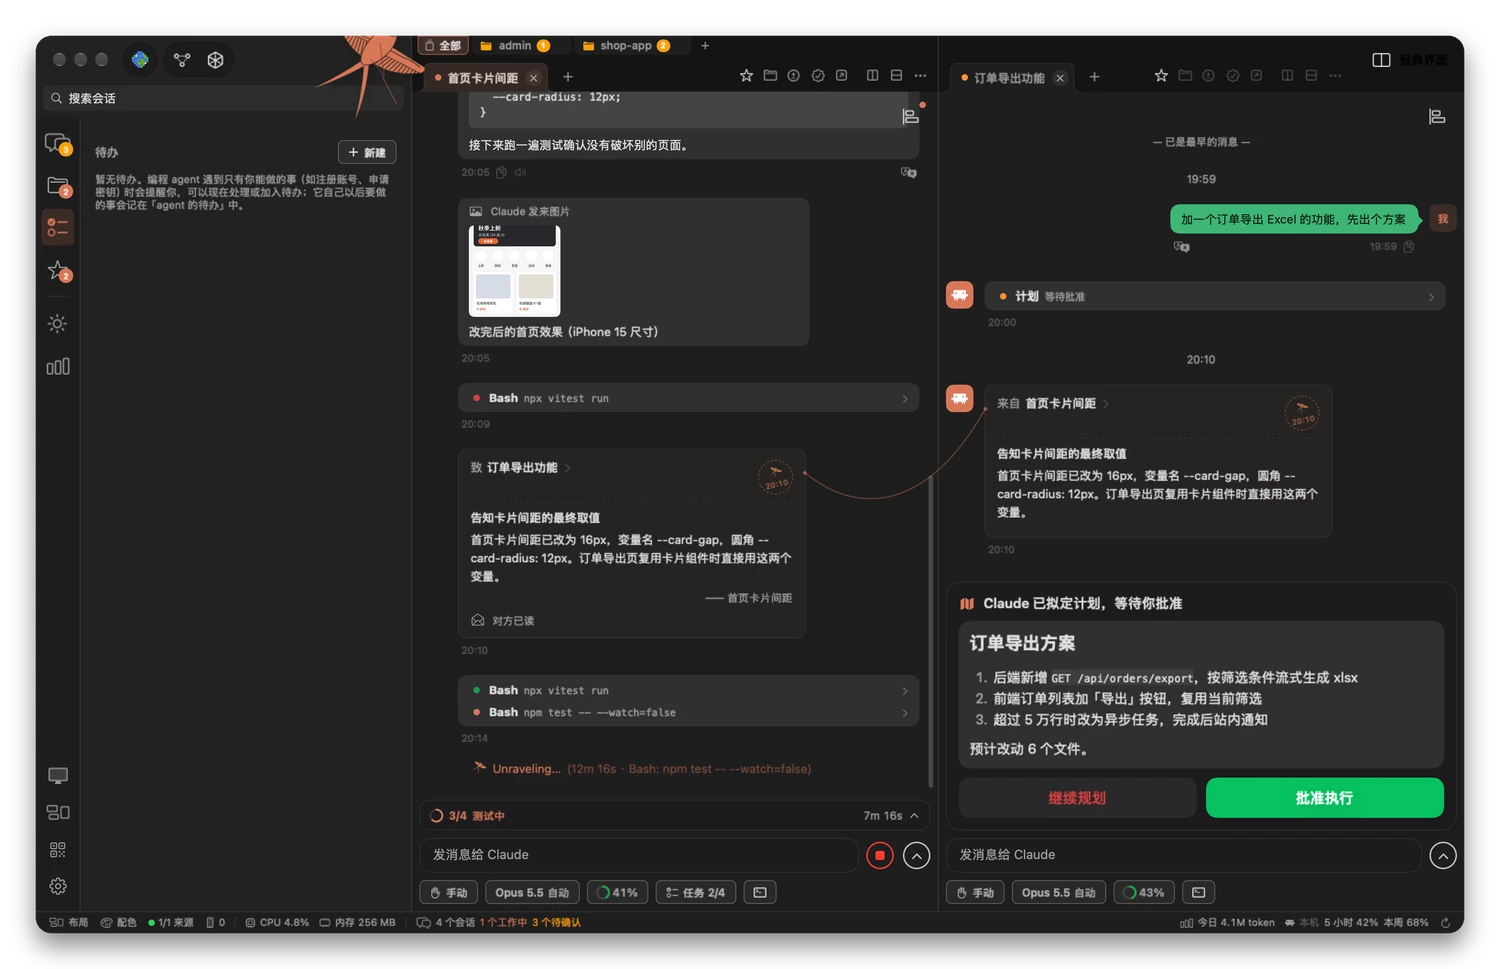 搜索会话
3
2
2
待办
+ 新建
暂无待办。编程 agent 遇到只有你能做的事（如注册账号、申请
密钥）时会提醒你，可以现在处理或加入待办；它自己以后要做
的事会记在「agent 的待办」中。
全部
admin 1
shop-app 2
+
首页卡片间距
--card-radius: 12px;
}
接下来跑一遍测试确认没有破坏别的页面。
20:05
Claude 发来图片
秋季上新
改完后的首页效果（iPhone 15 尺寸）
20:05
Bash npx vitest run
20:09
致 订单导出功能
20:10
告知卡片间距的最终取值
首页卡片间距已改为 16px，变量名 --card-gap，圆角 --
card-radius: 12px。订单导出页复用卡片组件时直接用这两个
变量。
—— 首页卡片间距
对方已读
20:10
Bash npx vitest run
Bash npm test -- --watch=false
20:14
Unraveling... (12m 16s · Bash: npm test -- --watch=false)
3/4 测试中
7m 16s
发消息给 Claude
手动
Opus 5.5 自动
41%
任务 2/4
经典界面
订单导出功能
— 已是最早的消息 —
19:59
加一个订单导出 Excel 的功能，先出个方案
我
19:59
计划 等待批准
20:00
20:10
来自 首页卡片间距
20:10
告知卡片间距的最终取值
首页卡片间距已改为 16px，变量名 --card-gap，圆角 --
card-radius: 12px。订单导出页复用卡片组件时直接用这两个
变量。
20:10
Claude 已拟定计划，等待你批准
订单导出方案
1. 后端新增 GET /api/orders/export，按筛选条件流式生成 xlsx
2. 前端订单列表加「导出」按钮，复用当前筛选
3. 超过 5 万行时改为异步任务，完成后站内通知
预计改动 6 个文件。
继续规划
批准执行
发消息给 Claude
手动
Opus 5.5 自动
43%
布局
配色
1/1 来源
0
CPU 4.8%
内存 256 MB
4 个会话 1 个工作中 3 个待确认
今日 4.1M token
本机 5 小时 42% 本周 68%